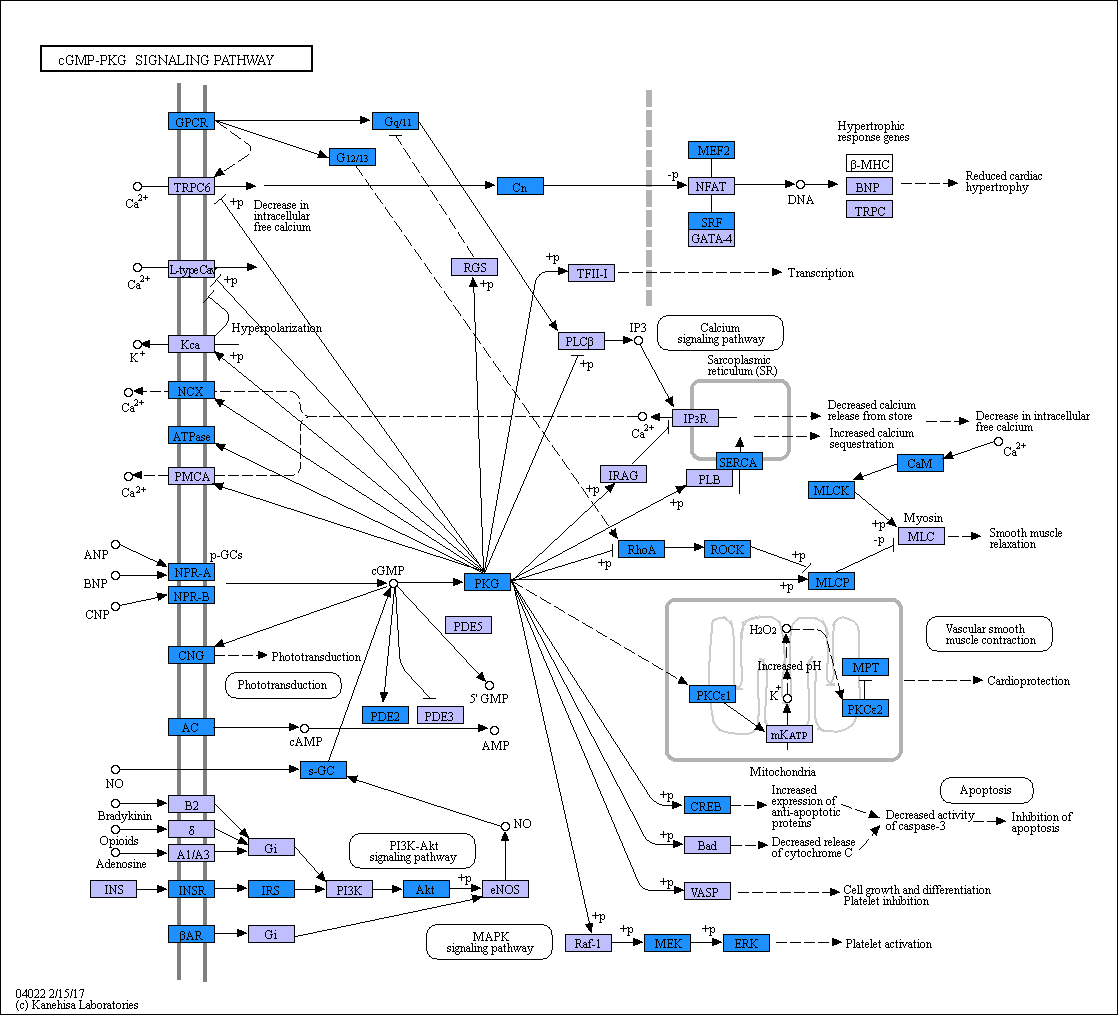 cGMP-PKG SIGNALING PATHWAY
GPCR
Gq/11
G12/13
MEF2
Hypertrophic
response genes
β-MHC
TRPC6
Ca2+
+p
Decrease in
intracellular
free calcium
Cn
-p
NFAT
DNA
BNP
TRPC
Reduced cardiac
hypertrophy
SRF
GATA-4
L-typeCav
Ca2+
+p
RGS
+p
+p
TFII-I
Transcription
Hyperpolarization
Kca
K+
+p
PLCβ
+p
IP3
Calcium
signaling pathway
Sarcoplasmic
reticulum (SR)
NCX
Ca2+
ATPase
PMCA
Ca2+
Ca2+
IP3R
Decreased calcium
release from store
Increased calcium
sequestration
Decrease in intracellular
free calcium
Ca2+
IRAG
+p
PLB
SERCA
+p
CaM
MLCK
+p
-p
Myosin
MLC
Smooth muscle
relaxation
ANP
BNP
CNP
p-GCs
NPR-A
NPR-B
cGMP
PKG
RhoA
+p
ROCK
+p
+p
MLCP
PDE5
CNG
Phototransduction
Phototransduction
5' GMP
PDE2
PDE3
H2O2
Increased pH
K+
PKCε1
mKATP
MPT
PKCε2
Mitochondria
Vascular smooth
muscle contraction
Cardioprotection
AC
cAMP
AMP
NO
s-GC
Bradykinin
B2
Opioids
δ
Adenosine
A1/A3
Gi
NO
PI3K-Akt
signaling pathway
INS
INSR
IRS
PI3K
Akt
+p
eNOS
βAR
Gi
MAPK
signaling pathway
+p
CREB
Increased
expression of
anti-apoptotic
proteins
+p
Bad
Decreased release
of cytochrome C
Decreased activity
of caspase-3
Apoptosis
Inhibition of
apoptosis
+p
VASP
Cell growth and differentiation
Platelet inhibition
+p
Raf-1
+p
MEK
+p
ERK
Platelet activation
04022 2/15/17
(c) Kanehisa Laboratories